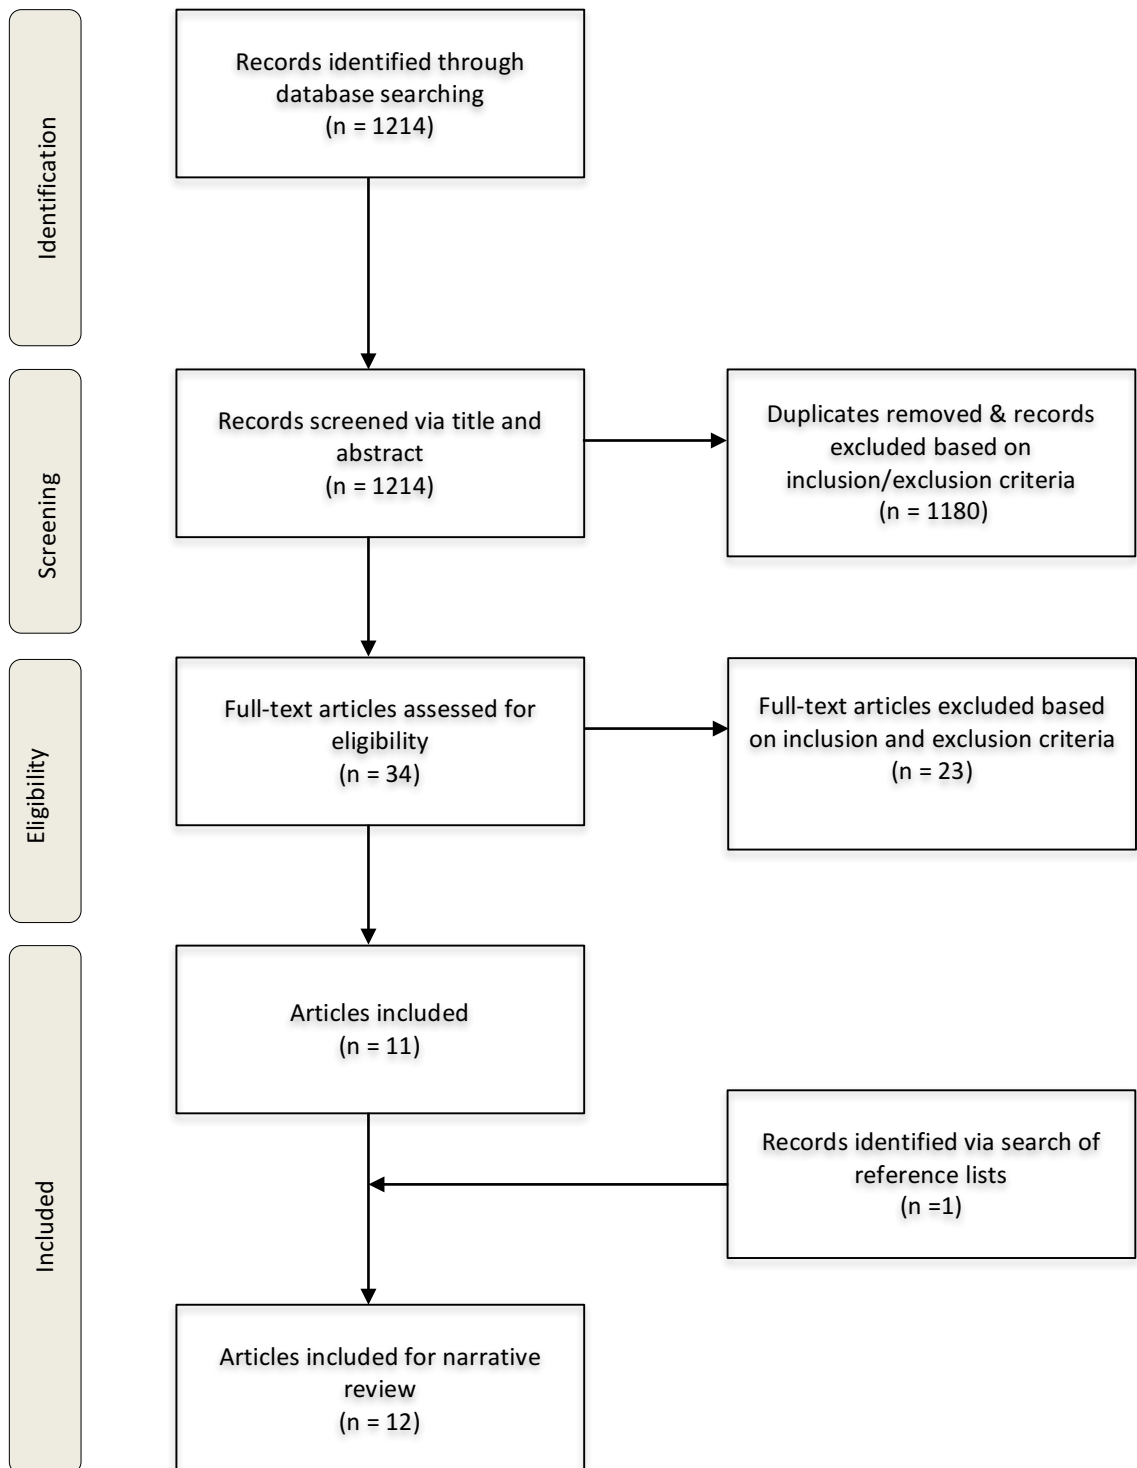 Identification
Records identified through
database searching
(n = 1214)
Screening
Records screened via title and
abstract
(n = 1214)
Duplicates removed & records
excluded based on
inclusion/exclusion criteria
(n = 1180)
Eligibility
Full-text articles assessed for
eligibility
(n = 34)
Full-text articles excluded based
on inclusion and exclusion criteria
(n = 23)
Included
Articles included
(n = 11)
Records identified via search of
reference lists
(n =1)
Articles included for narrative
review
(n = 12)